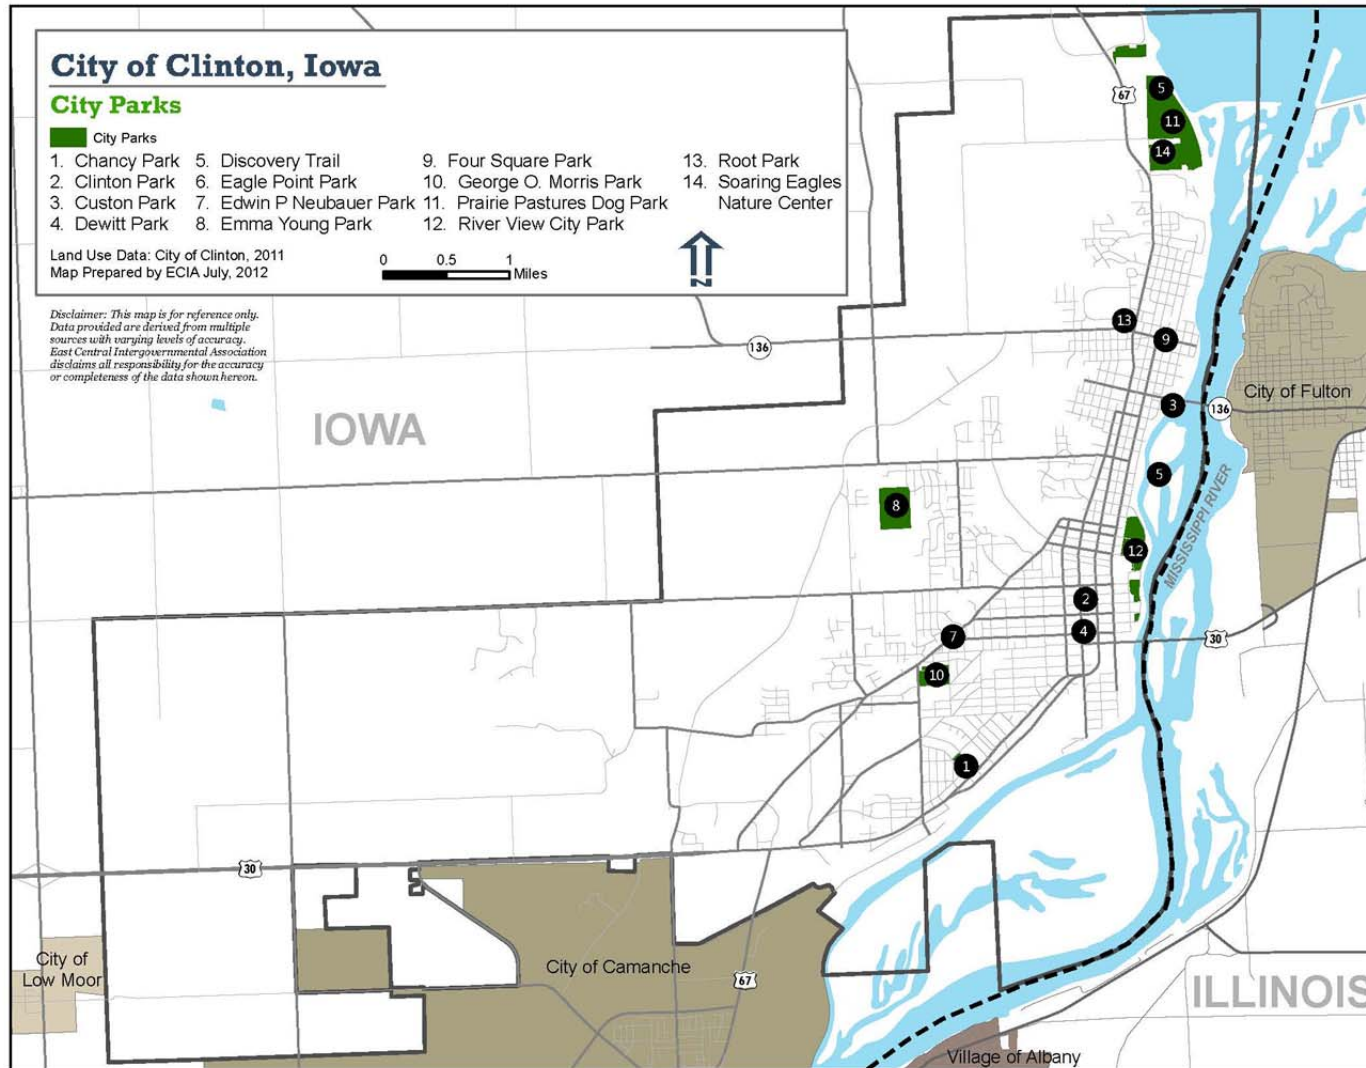 City of Clinton, Iowa
City Parks
City Parks
1. Chancy Park
2. Clinton Park
3. Custon Park
4. Dewitt Park
5. Discovery Trail
6. Eagle Point Park
7. Edwin P Neubauer Park
8. Emma Young Park
9. Four Square Park
10. George O. Morris Park
11. Prairie Pastures Dog Park
12. River View City Park
13. Root Park
14. Soaring Eagles
Nature Center
Land Use Data: City of Clinton, 2011
Map Prepared by ECIA July, 2012
0 0.5 1
Miles
N
Disclaimer: This map is for reference only.
Data provided are derived from multiple
sources with varying levels of accuracy.
East Central Intergovernmental Association
disclaims all responsibility for the accuracy
or completeness of the data shown hereon.
67
5
11
14
13
9
136
IOWA
City of Fulton
3
136
5
8
MISSISSIPPI RIVER
12
2
4
7
30
10
1
30
City of
Low Moor
City of Camanche
67
ILLINOIS
Village of Albany